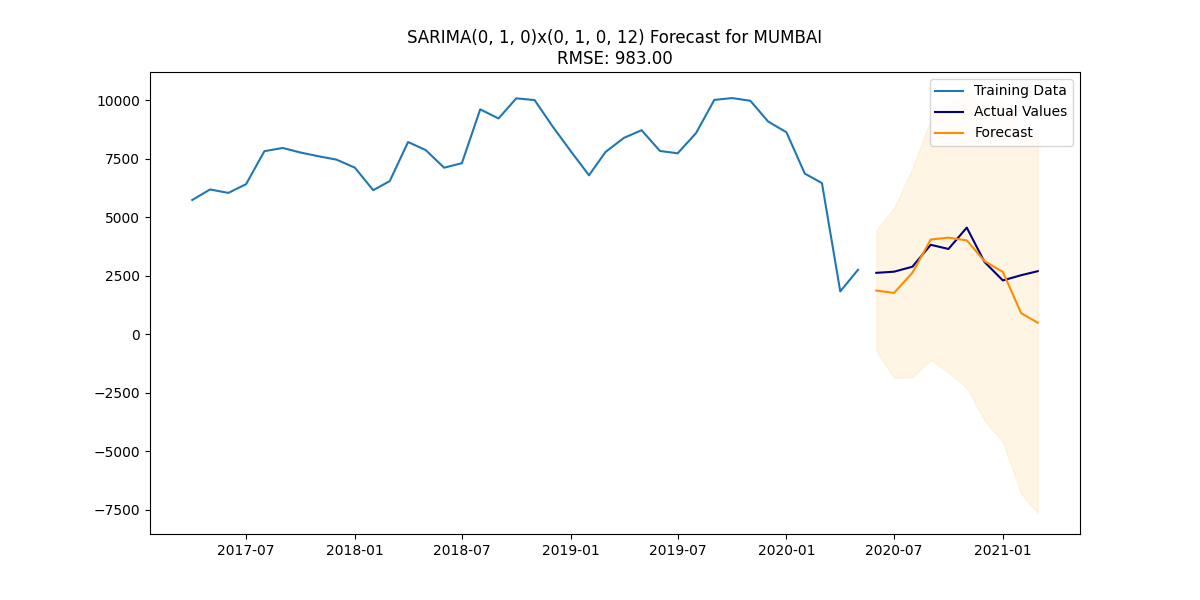 SARIMA(0, 1, 0)x(0, 1, 0, 12) Forecast for MUMBAI
RMSE: 983.00
Training Data
Actual Values
Forecast
10000
7500
5000
2500
0
−2500
−5000
−7500
2017-07 2018-01 2018-07 2019-01 2019-07 2020-01 2020-07 2021-01